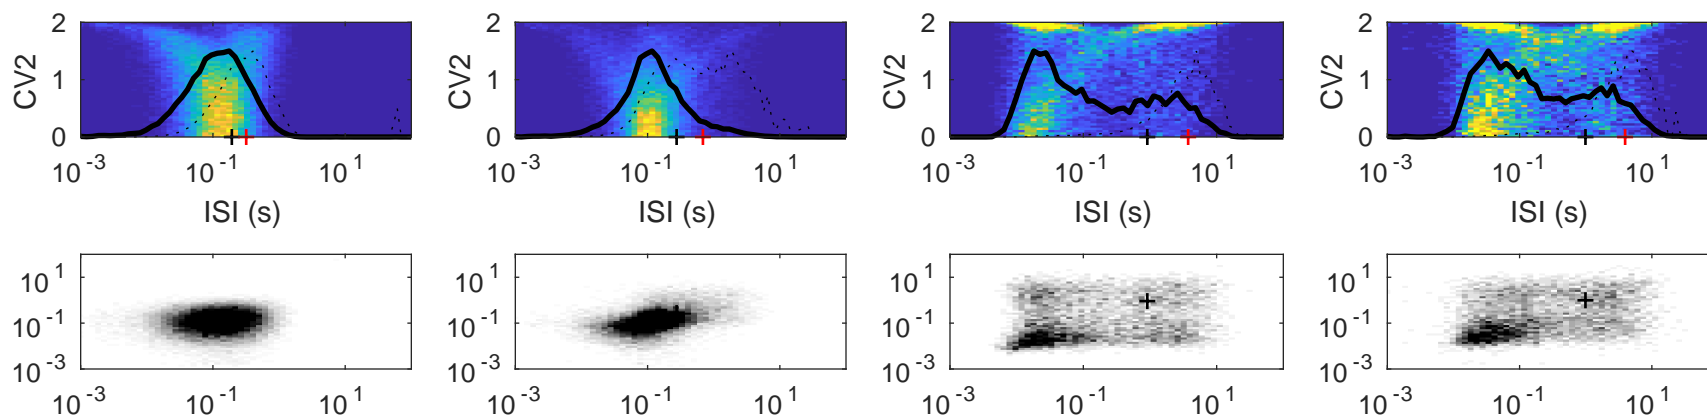 2 2 2 2
CV2 CV2 CV2 CV2
1 1 1 1
0 0 0 0
10^-3 10^-1 10^1 10^-3 10^-1 10^1 10^-3 10^-1 10^1 10^-3 10^-1 10^1
ISI (s) ISI (s) ISI (s) ISI (s)
10^1 10^1 10^1 10^1
10^-1 10^-1 10^-1 10^-1
10^-3 10^-3 10^-3 10^-3
10^-3 10^-1 10^1 10^-3 10^-1 10^1 10^-3 10^-1 10^1 10^-3 10^-1 10^1